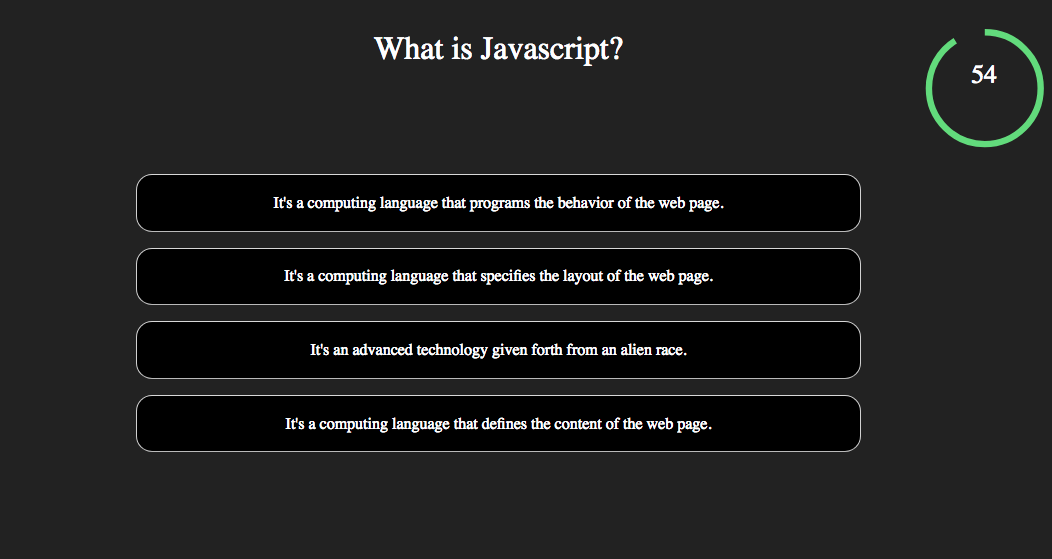 What is Javascript?
54
It's a computing language that programs the behavior of the web page.
It's a computing language that specifies the layout of the web page.
It's an advanced technology given forth from an alien race.
It's a computing language that defines the content of the web page.